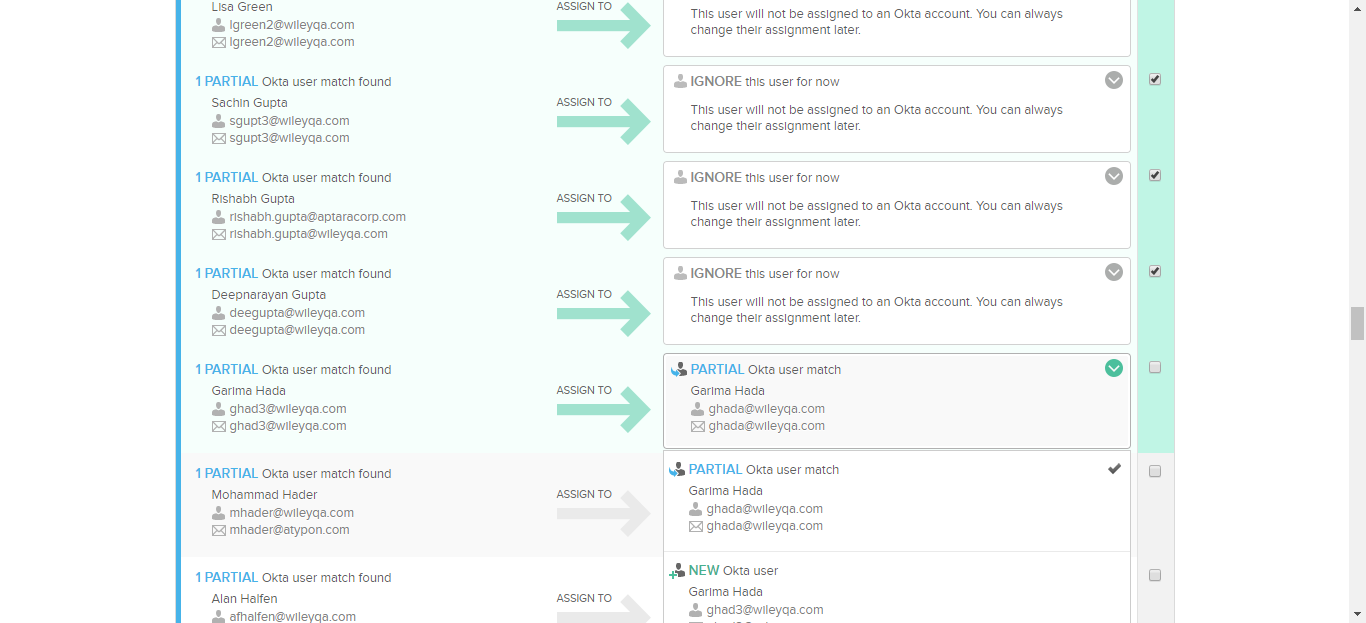 Lisa Green
lgreen2@wileyqa.com
lgreen2@wileyqa.com
ASSIGN TO
This user will not be assigned to an Okta account. You can always
change their assignment later.
1 PARTIAL Okta user match found
Sachin Gupta
sgupt3@wileyqa.com
sgupt3@wileyqa.com
ASSIGN TO
IGNORE this user for now
This user will not be assigned to an Okta account. You can always
change their assignment later.
1 PARTIAL Okta user match found
Rishabh Gupta
rishabh.gupta@aptaracorp.com
rishabh.gupta@wileyqa.com
ASSIGN TO
IGNORE this user for now
This user will not be assigned to an Okta account. You can always
change their assignment later.
1 PARTIAL Okta user match found
Deepnarayan Gupta
deegupta@wileyqa.com
deegupta@wileyqa.com
ASSIGN TO
IGNORE this user for now
This user will not be assigned to an Okta account. You can always
change their assignment later.
1 PARTIAL Okta user match found
Garima Hada
ghad3@wileyqa.com
ghad3@wileyqa.com
ASSIGN TO
PARTIAL Okta user match
Garima Hada
ghada@wileyqa.com
ghada@wileyqa.com
1 PARTIAL Okta user match found
Mohammad Hader
mhader@wileyqa.com
mhader@atypon.com
ASSIGN TO
PARTIAL Okta user match
Garima Hada
ghada@wileyqa.com
ghada@wileyqa.com
1 PARTIAL Okta user match found
Alan Halfen
afhalfen@wileyqa.com
ASSIGN TO
NEW Okta user
Garima Hada
ghad3@wileyqa.com